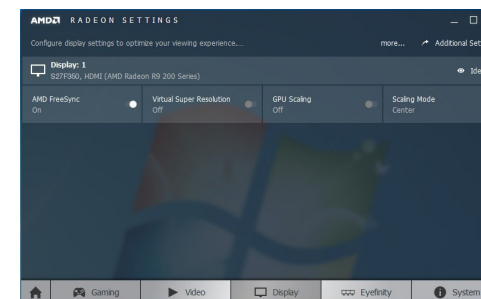 AMD RADEON SETTINGS
Configure display settings to optimize your viewing experience....
more...
Additional Set
Display: 1
S27F350, HDMI (AMD Radeon R9 200 Series)
Ide
AMD FreeSync
On
Virtual Super Resolution
Off
GPU Scaling
Off
Scaling Mode
Center
Gaming
Video
Display
Eyefinity
System